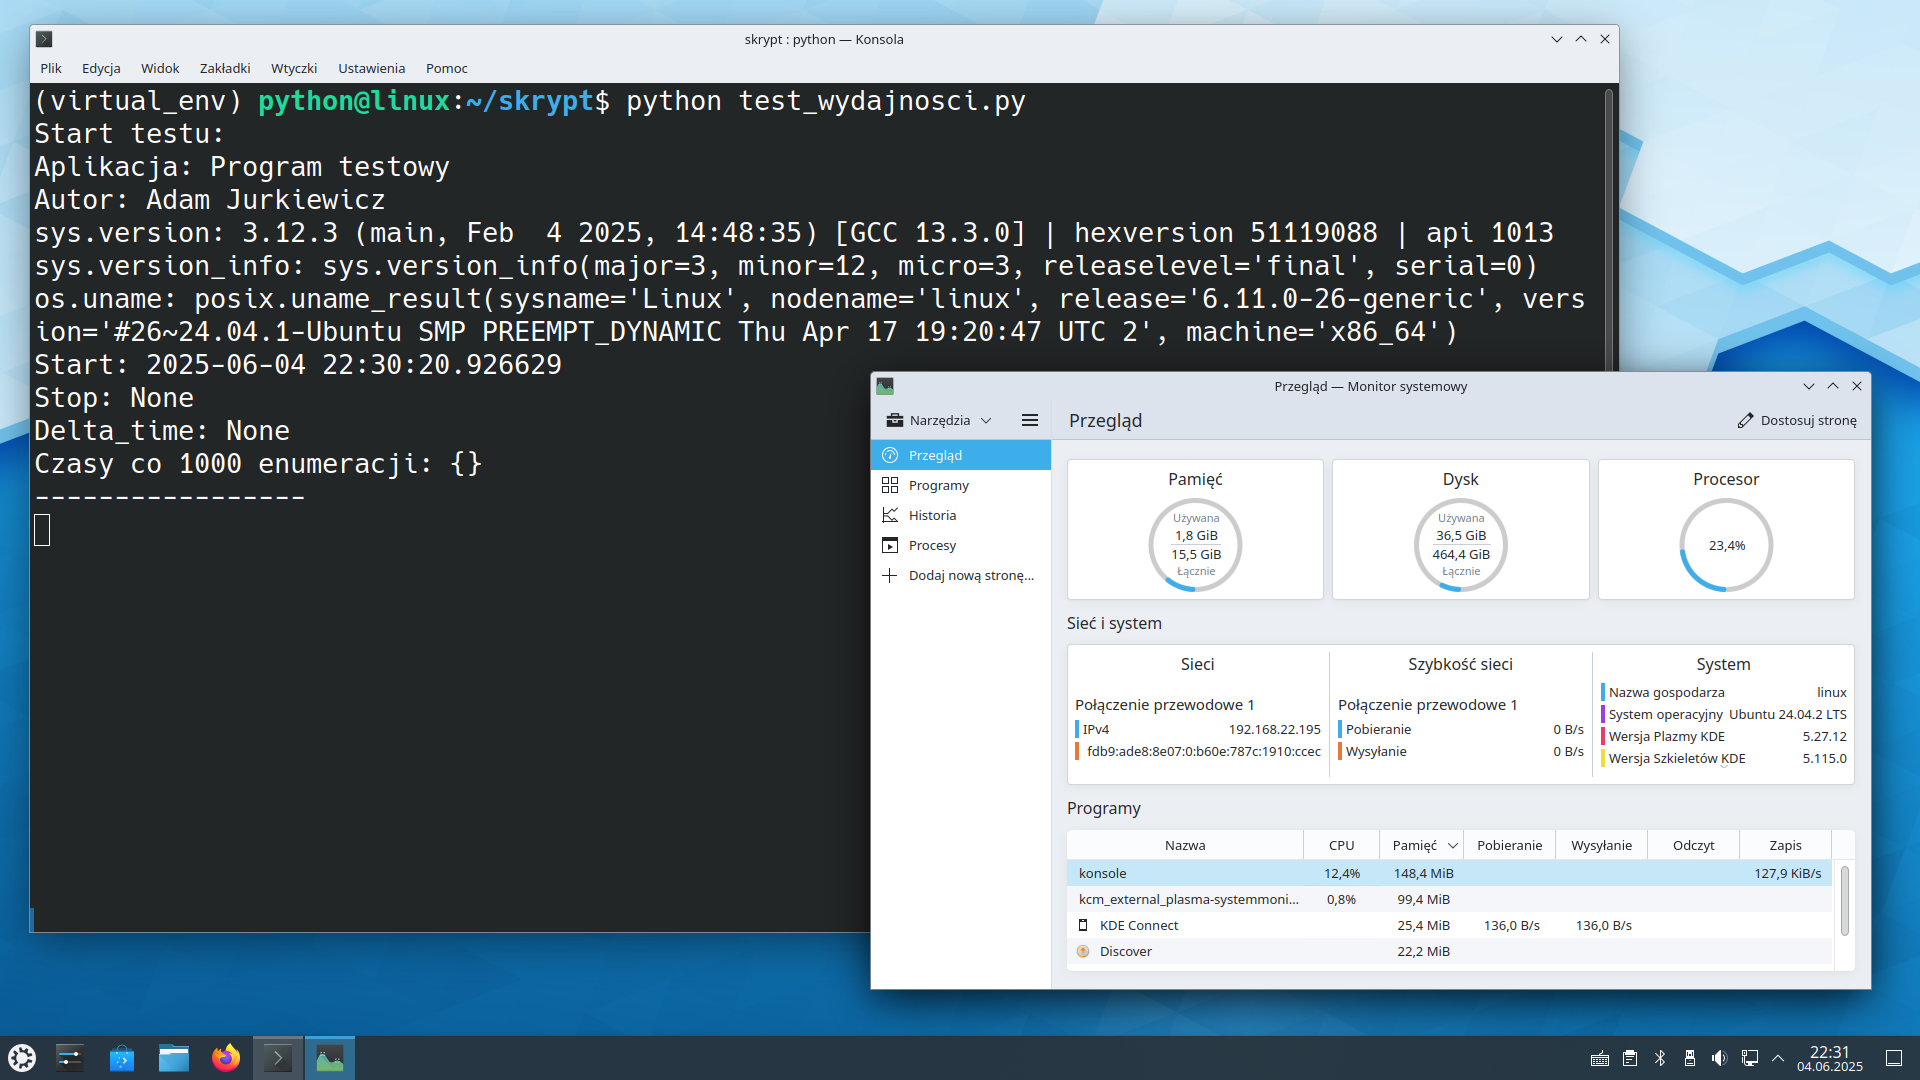 skrypt : python — Konsola
Plik Edycja Widok Zakładki Wtyczki Ustawienia Pomoc
(virtual_env) python@linux:~/skrypt$ python test_wydajnosci.py
Start testu:
Aplikacja: Program testowy
Autor: Adam Jurkiewicz
sys.version: 3.12.3 (main, Feb  4 2025, 14:48:35) [GCC 13.3.0] | hexversion 51119088 | api 1013
sys.version_info: sys.version_info(major=3, minor=12, micro=3, releaselevel='final', serial=0)
os.uname: posix.uname_result(sysname='Linux', nodename='linux', release='6.11.0-26-generic', vers
ion='#26~24.04.1-Ubuntu SMP PREEMPT_DYNAMIC Thu Apr 17 19:20:47 UTC 2', machine='x86_64')
Start: 2025-06-04 22:30:20.926629
Stop: None
Delta_time: None
Czasy co 1000 enumeracji: {}
-----------------
Przegląd — Monitor systemowy
Narzędzia
Przegląd
Dostosuj stronę
Przegląd
Programy
Historia
Procesy
Dodaj nową stronę...
Pamięć
Używana
1,8 GiB
15,5 GiB
Łącznie
Dysk
Używana
36,5 GiB
464,4 GiB
Łącznie
Procesor
23,4%
Sieć i system
Sieci
Połączenie przewodowe 1
IPv4 192.168.22.195
fdb9:ade8:8e07:0:b60e:787c:1910:ccec
Szybkość sieci
Połączenie przewodowe 1
Pobieranie 0 B/s
Wysyłanie 0 B/s
System
Nazwa gospodarza linux
System operacyjny Ubuntu 24.04.2 LTS
Wersja Plazmy KDE 5.27.12
Wersja Szkieletów KDE 5.115.0
Programy
Nazwa CPU Pamięć Pobieranie Wysyłanie Odczyt Zapis
konsole 12,4% 148,4 MiB 127,9 KiB/s
kcm_external_plasma-systemmoni... 0,8% 99,4 MiB
KDE Connect 25,4 MiB 136,0 B/s 136,0 B/s
Discover 22,2 MiB
22:31
04.06.2025